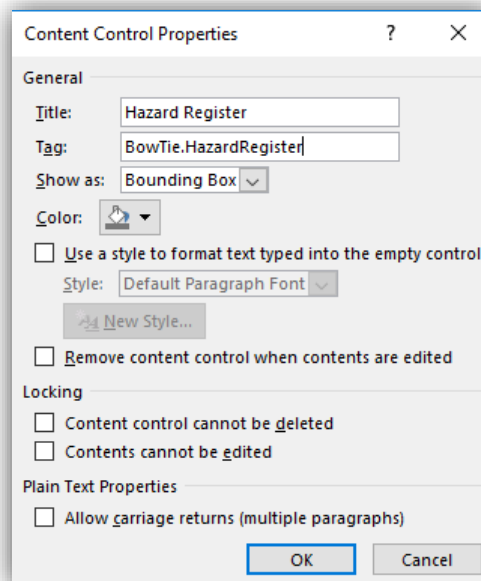 Content Control Properties ? ×
General
Title: Hazard Register
Tag: BowTie.HazardRegister
Show as: Bounding Box
Color:
Use a style to format text typed into the empty control
Style: Default Paragraph Font
New Style...
Remove content control when contents are edited
Locking
Content control cannot be deleted
Contents cannot be edited
Plain Text Properties
Allow carriage returns (multiple paragraphs)
OK Cancel